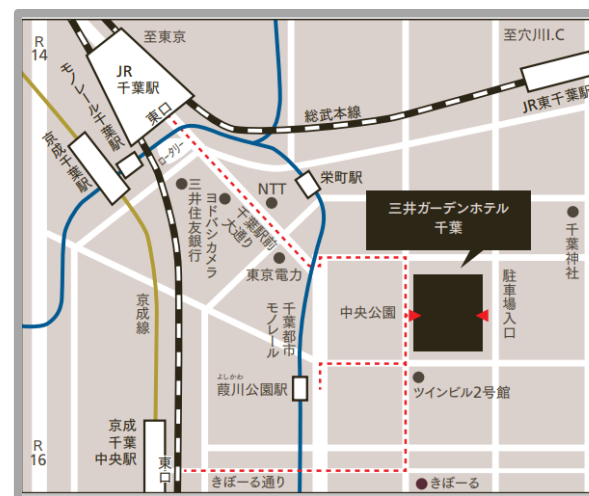 R
14
至東京
至穴川I.C
JR
千葉駅
東口
モノレール千葉駅
京成千葉駅
ロータリー
総武本線
JR東千葉駅
栄町駅
NTT
三井住友銀行
ヨドバシカメラ
千葉駅前
大通り
東京電力
三井ガーデンホテル
千葉
千葉神社
京成線
千葉都市
モノレール
中央公園
駐車場入口
よしかわ
葭川公園駅
ツインビル2号館
京成
千葉
中央駅
東口
R
16
きぼーる通り
きぼーる